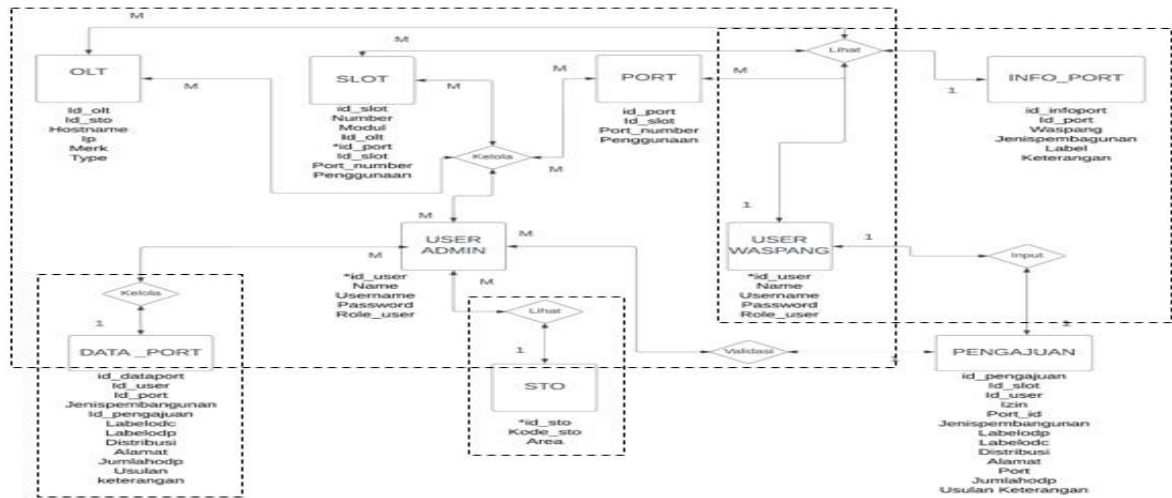 M
Lihat
M
OLT
SLOT
M
PORT
M
INFO_PORT
M
M
1
Id_olt
Id_sto
Hostname
Ip
Merk
Type
id_slot
Number
Modul
Id_olt
*id_port
Id_slot
Port_number
Penggunaan
id_port
Id_slot
Port_number
Penggunaan
id_infoport
Id_port
Waspang
Jenispembagunan
Label
Keterangan
Kelola
M
M
1
USER
ADMIN
M
M
M
*id_user
Name
Username
Password
Role_user
USER
WASPANG
1
*id_user
Name
Username
Password
Role_user
Input
Kelola
1
Lihat
1
1
DATA _PORT
id_dataport
Id_user
Id_port
Jenispembangunan
Id_pengajuan
Labelodc
Labelodp
Distribusi
Alamat
Jumlahodp
Usulan
keterangan
STO
*id_sto
Kode_sto
Area
Validasi
PENGAJUAN
id_pengajuan
Id_slot
Id_user
Izin
Port_id
Jenispembangunan
Labelodp
Labelodc
Distribusi
Alamat
Port
Jumlahodp
Usulan Keterangan